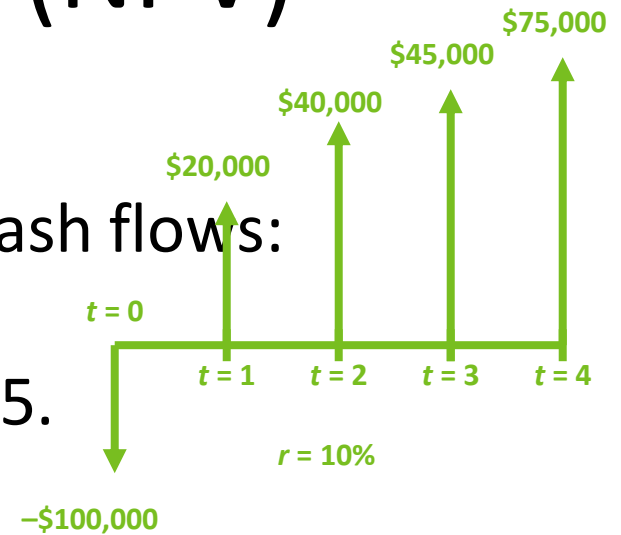 $75,000
$45,000
$40,000
$20,000
ash flows:
t = 0
t = 1 t = 2 t = 3 t = 4
5.
r = 10%
–$100,000